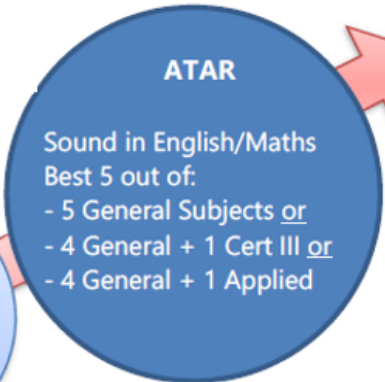 ATAR
Sound in English/Maths
Best 5 out of:
- 5 General Subjects or
- 4 General + 1 Cert III or
- 4 General + 1 Applied